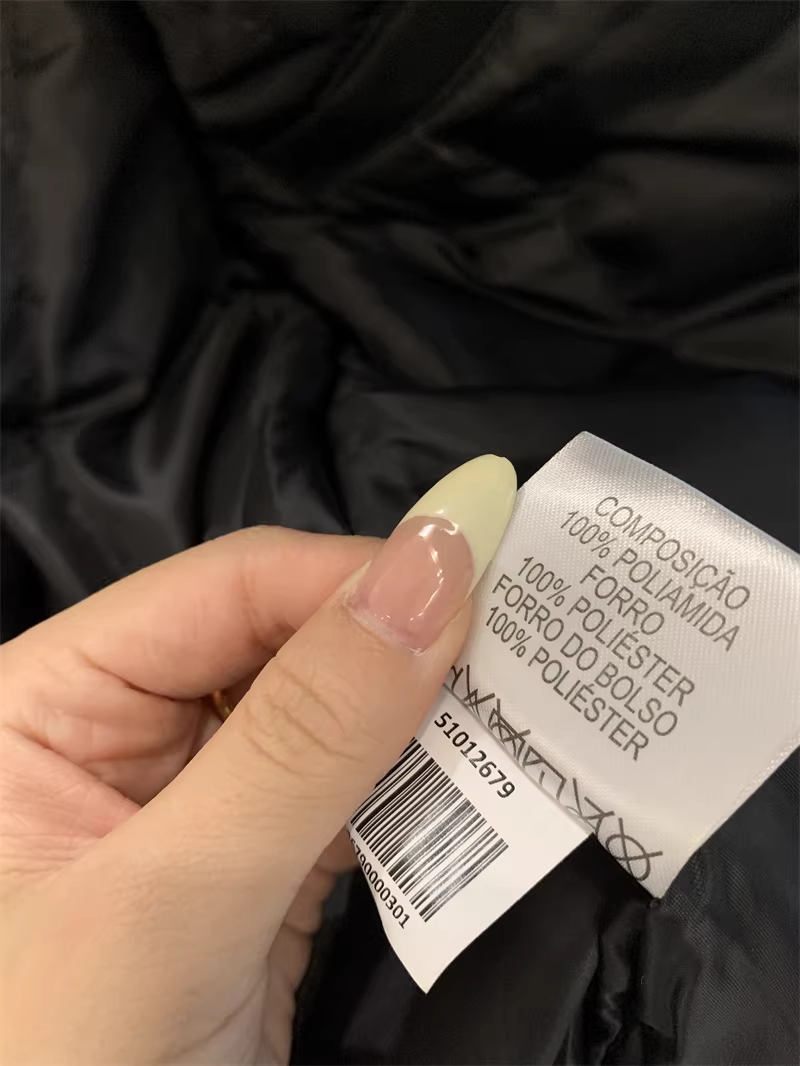 COMPOSIÇÃO
100% POLIAMIDA
FORRO
100% POLIÉSTER
FORRO DO BOLSO
100% POLIÉSTER
51012679